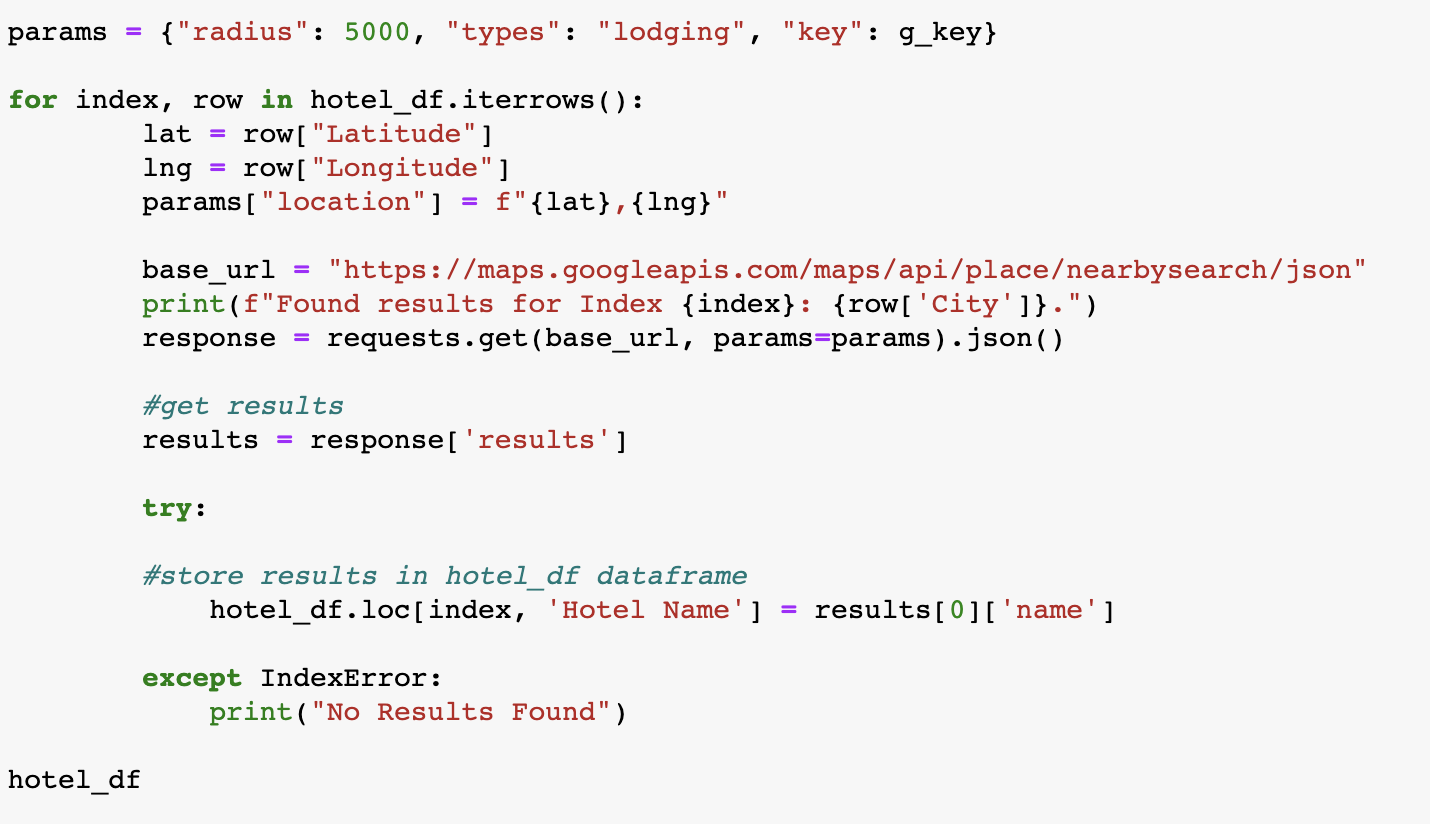 params = {"radius": 5000, "types": "lodging", "key": g_key}
for index, row in hotel_df.iterrows():
        lat = row["Latitude"]
        lng = row["Longitude"]
        params["location"] = f"{lat},{lng}"
        base_url = "https://maps.googleapis.com/maps/api/place/nearbysearch/json"
        print(f"Found results for Index {index}: {row['City']}.")
        response = requests.get(base_url, params=params).json()
        #get results
        results = response['results']
        try:
        #store results in hotel_df dataframe
            hotel_df.loc[index, 'Hotel Name'] = results[0]['name']
        except IndexError:
            print("No Results Found")
hotel_df